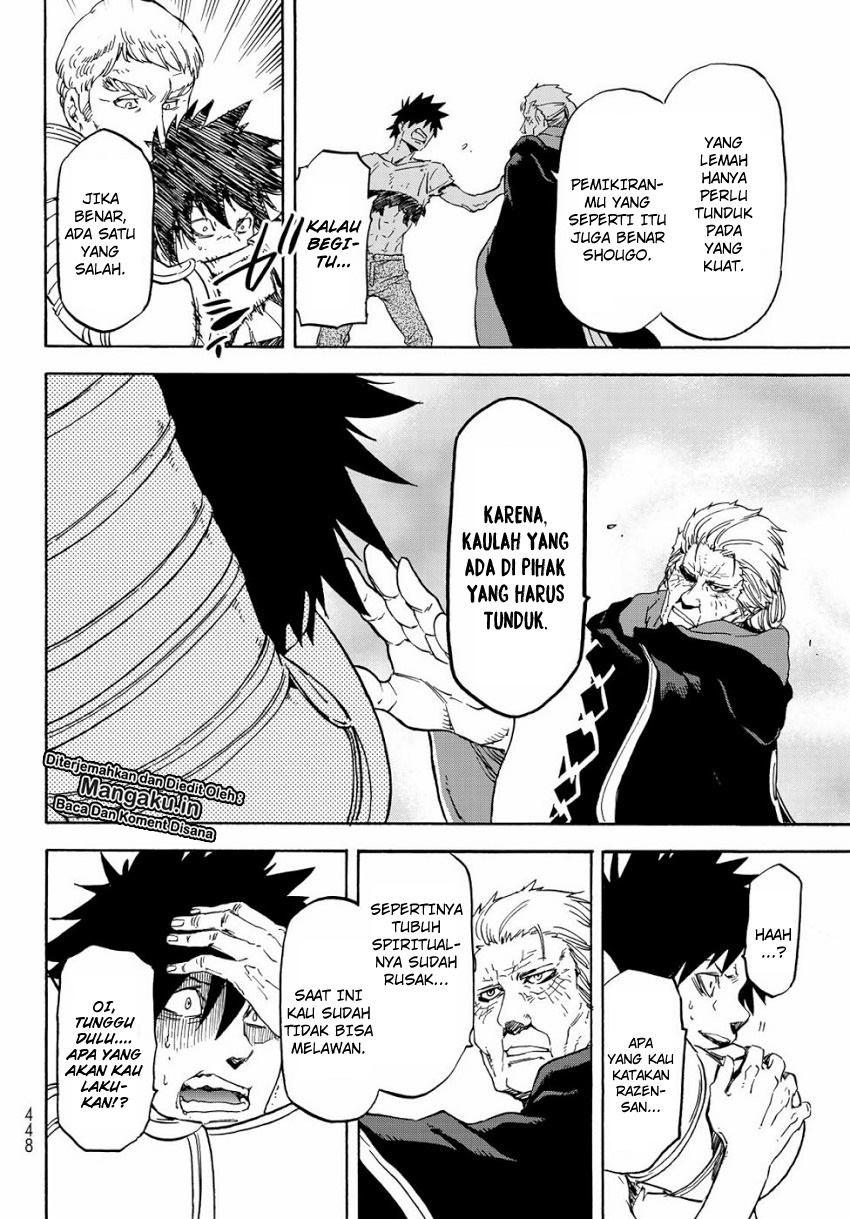 YANG
LEMAH
HANYA
PERLU
TUNDUK
PADA
YANG
KUAT.
PEMIKIRAN-
MU YANG
SEPERTI ITU
JUGA BENAR
SHOUGO.
KALAU
BEGI-
TU...
JIKA
BENAR,
ADA SATU
YANG
SALAH.
KARENA,
KAULAH YANG
ADA DI PIHAK
YANG HARUS
TUNDUK.
Diterjemahkan dan Diedit Oleh:
Mangaku.in
Baca Dan Koment Disana
HAAH
...?
APA
YANG KAU
KATAKAN
RAZEN-
SAN...
SEPERTINYA
TUBUH
SPIRITUAL-
NYA SUDAH
RUSAK...
SAAT INI
KAU SUDAH
TIDAK BISA
MELAWAN.
OI,
TUNGGU
DULU....
APA YANG
AKAN KAU
LAKU-
KAN!?
448